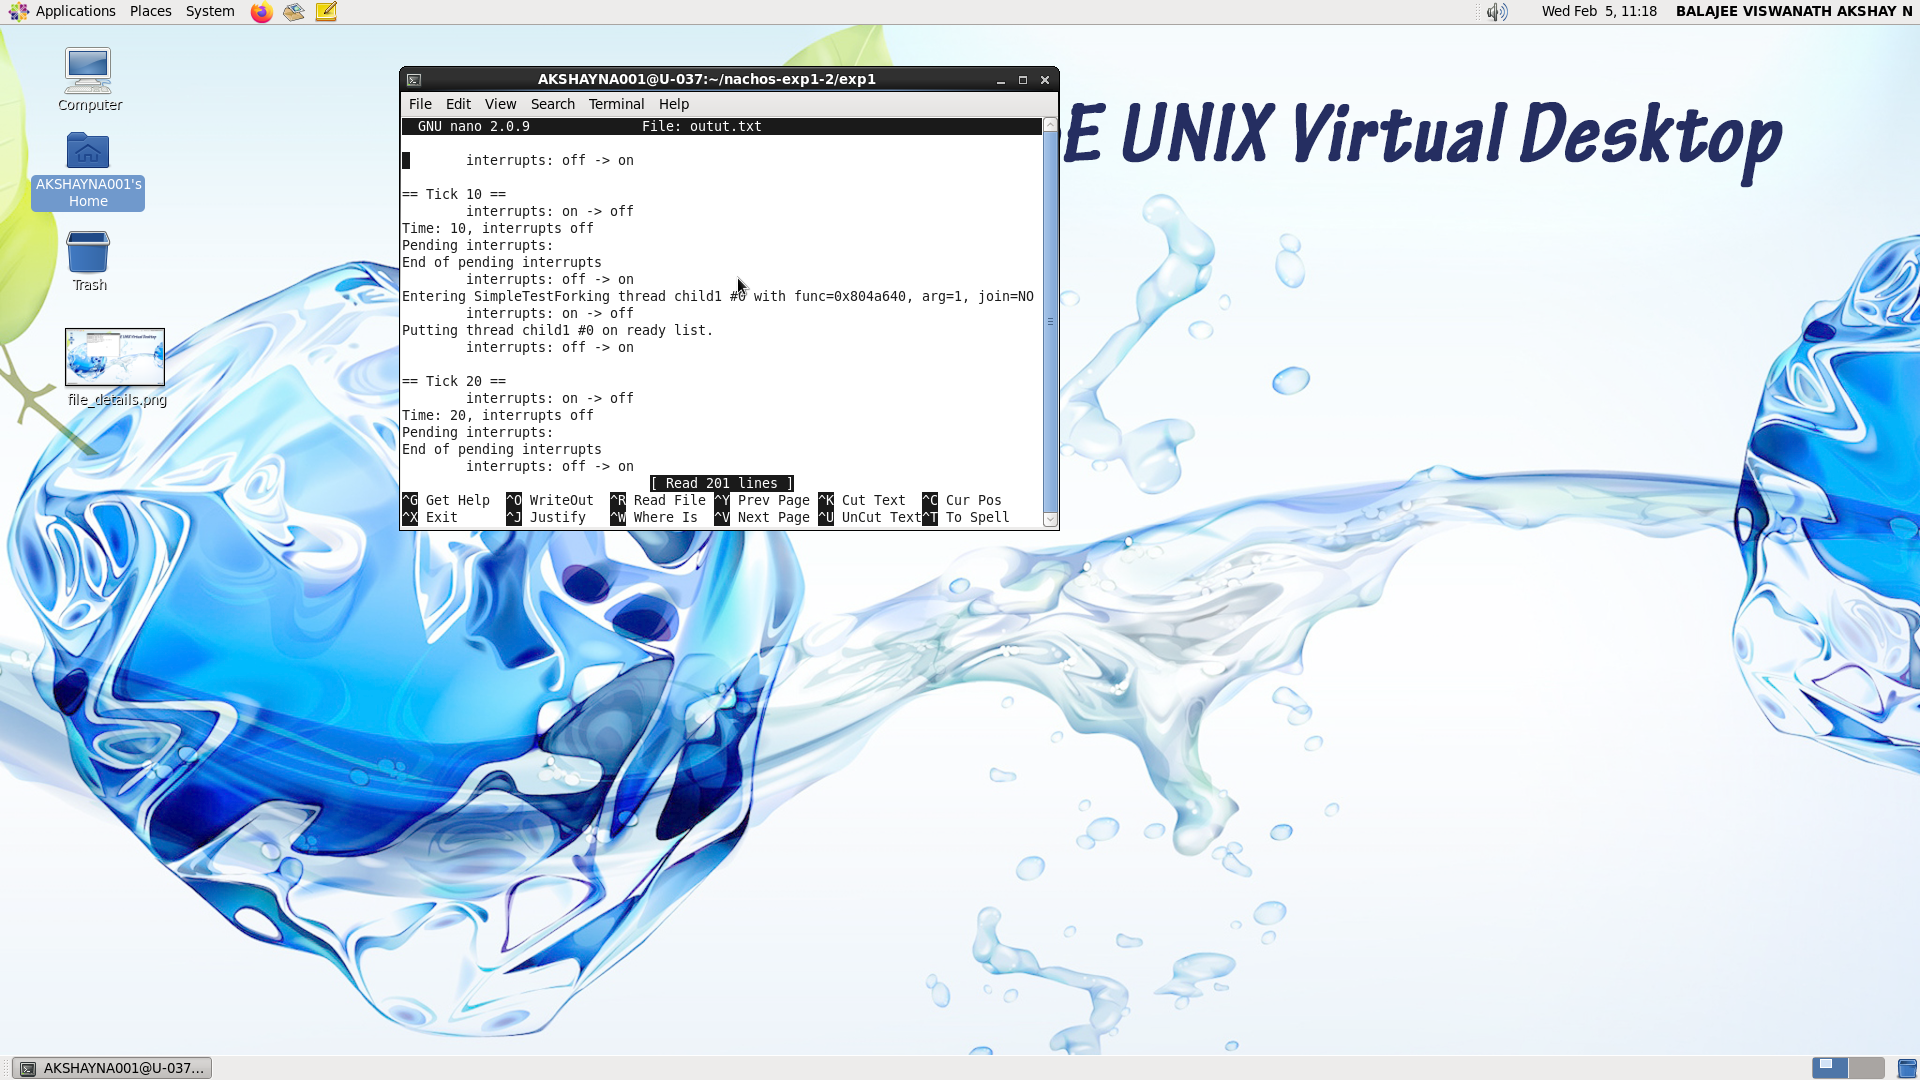 Applications Places System
Wed Feb 5, 11:18 BALAJEE VISWANATH AKSHAY N
Computer
AKSHAYNA001's
Home
Trash
file_details.png
E UNIX Virtual Desktop
AKSHAYNA001@U-037:~/nachos-exp1-2/exp1
File Edit View Search Terminal Help
GNU nano 2.0.9 File: outut.txt
interrupts: off -> on
== Tick 10 ==
interrupts: on -> off
Time: 10, interrupts off
Pending interrupts:
End of pending interrupts
interrupts: off -> on
Entering SimpleTestForking thread child1 #0 with func=0x804a640, arg=1, join=NO
interrupts: on -> off
Putting thread child1 #0 on ready list.
interrupts: off -> on
== Tick 20 ==
interrupts: on -> off
Time: 20, interrupts off
Pending interrupts:
End of pending interrupts
interrupts: off -> on
[ Read 201 lines ]
^G Get Help ^O WriteOut ^R Read File ^Y Prev Page ^K Cut Text ^C Cur Pos
^X Exit ^J Justify ^W Where Is ^V Next Page ^U UnCut Text ^T To Spell
AKSHAYNA001@U-037...